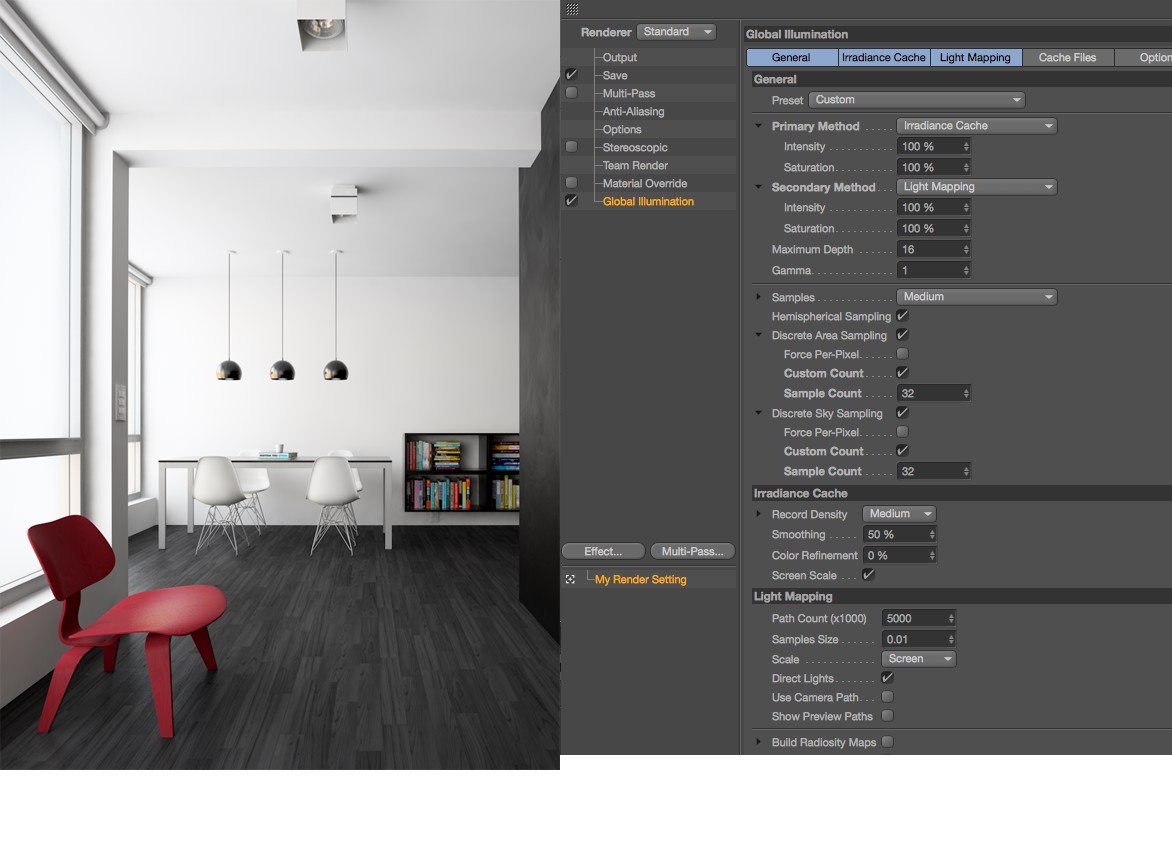 Renderer Standard
Output
Save
Multi-Pass
Anti-Aliasing
Options
Stereoscopic
Team Render
Material Override
Global Illumination
Effect...
Multi-Pass...
My Render Setting
Global Illumination
General
Irradiance Cache
Light Mapping
Cache Files
Option
General
Preset Custom
Primary Method Irradiance Cache
Intensity 100 %
Saturation 100 %
Secondary Method Light Mapping
Intensity 100 %
Saturation 100 %
Maximum Depth 16
Gamma 1
Samples Medium
Hemispherical Sampling
Discrete Area Sampling
Force Per-Pixel
Custom Count
Sample Count 32
Discrete Sky Sampling
Force Per-Pixel
Custom Count
Sample Count 32
Irradiance Cache
Record Density Medium
Smoothing 50 %
Color Refinement 0 %
Screen Scale
Light Mapping
Path Count (x1000) 5000
Samples Size 0.01
Scale Screen
Direct Lights
Use Camera Path
Show Preview Paths
Build Radiosity Maps